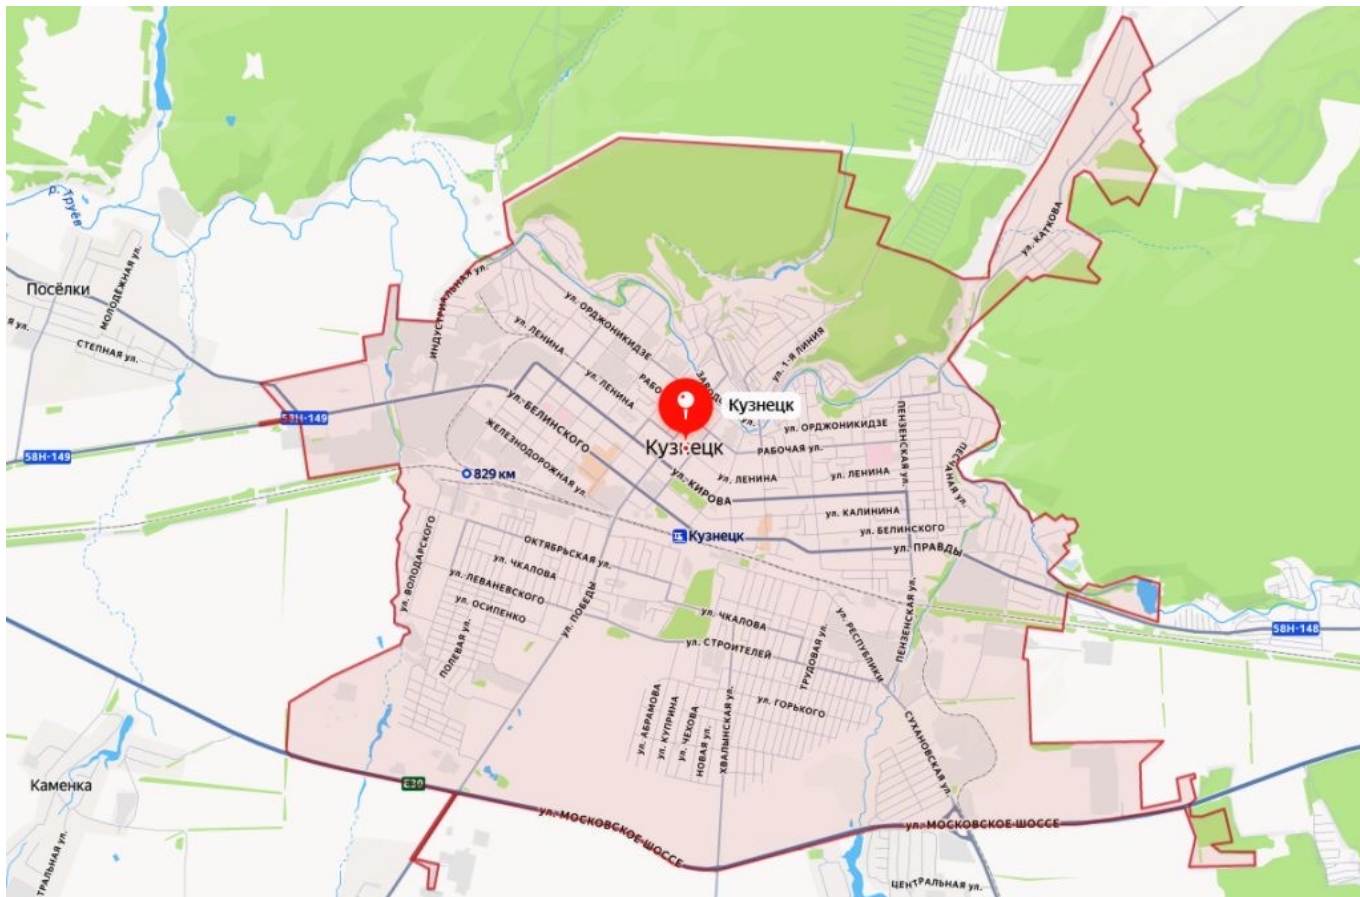 р. Труёв
МОЛОДЁЖНАЯ ул.
Посёлки
я ул.
СТЕПНАЯ ул.
58Н-149
58Н-149
ИНДУСТРИАЛЬНАЯ ул.
ул. КАТКОВА
ул. ОРДЖОНИКИДЗЕ
ул. ЛЕНИНА
ул. 1-я ЛИНИЯ
ул. ЛЕНИНА
Кузнецк
ул. БЕЛИНСКОГО
ЖЕЛЕЗНОДОРОЖНАЯ ул.
Кузнецк
ул. ОРДЖОНИКИДЗЕ
РАБОЧАЯ ул.
ПЕНЗЕНСКАЯ ул.
ПЕСЧАНАЯ ул.
829 км
ул. КИРОВА
ул. ЛЕНИНА
ул. ЛЕНИНА
ул. КАЛИНИНА
ул. БЕЛИНСКОГО
Кузнецк
ул. ПРАВДЫ
ул. ВОЛОДАРСКОГО
ОКТЯБРЬСКАЯ ул.
ул. ЧКАЛОВА
ул. ЛЕВАНЕВСКОГО
ул. ОСИПЕНКО
ПОЛЕВАЯ ул.
ул. ПОБЕДЫ
ул. ЧКАЛОВА
ул. СТРОИТЕЛЕЙ
ТРУДОВАЯ ул.
ул. РЕСПУБЛИКИ
ПЕНЗЕНСКАЯ ул.
58Н-148
ул. АБРАМОВА
ул. КУПРИНА
ул. ЧЕХОВА
НОВАЯ ул.
ХВАЛЫНСКАЯ ул.
ул. ГОРЬКОГО
СУХАНОВСКАЯ ул.
Каменка
Е30
ул. МОСКОВСКОЕ ШОССЕ
ул. МОСКОВСКОЕ ШОССЕ
ТРАЛЬНАЯ ул.
ЦЕНТРАЛЬНАЯ ул.